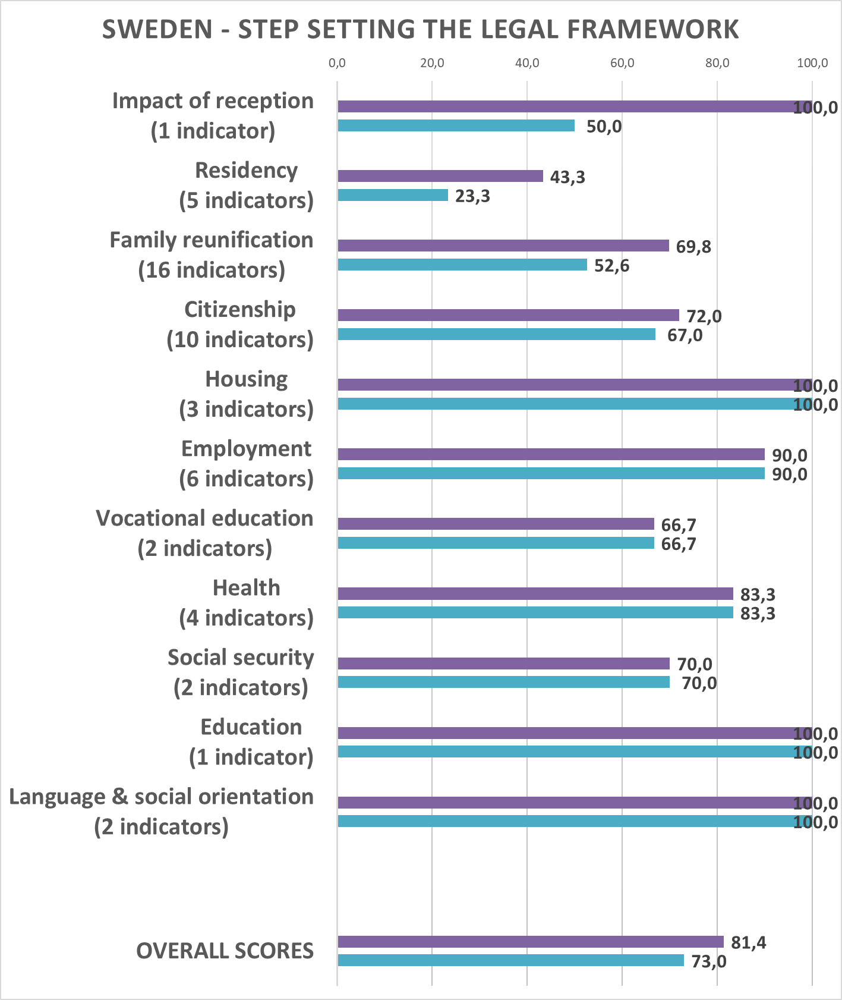 SWEDEN - STEP SETTING THE LEGAL FRAMEWORK
0,0 20,0 40,0 60,0 80,0 100,0
Impact of reception
(1 indicator)
100,0
50,0
Residency
(5 indicators)
43,3
23,3
Family reunification
(16 indicators)
69,8
52,6
Citizenship
(10 indicators)
72,0
67,0
Housing
(3 indicators)
100,0
100,0
Employment
(6 indicators)
90,0
90,0
Vocational education
(2 indicators)
66,7
66,7
Health
(4 indicators)
83,3
83,3
Social security
(2 indicators)
70,0
70,0
Education
(1 indicator)
100,0
100,0
Language & social orientation
(2 indicators)
100,0
100,0
OVERALL SCORES
81,4
73,0